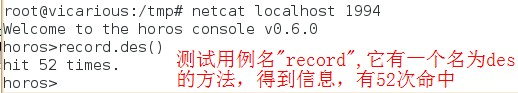 root@vicarious:/tmp# netcat localhost 1994
Welcome to the horos console v0.6.0
horos>record.des()
hit 52 times.
horos>
测试用例名"record",它有一个名为des
的方法，得到信息，有52次命中